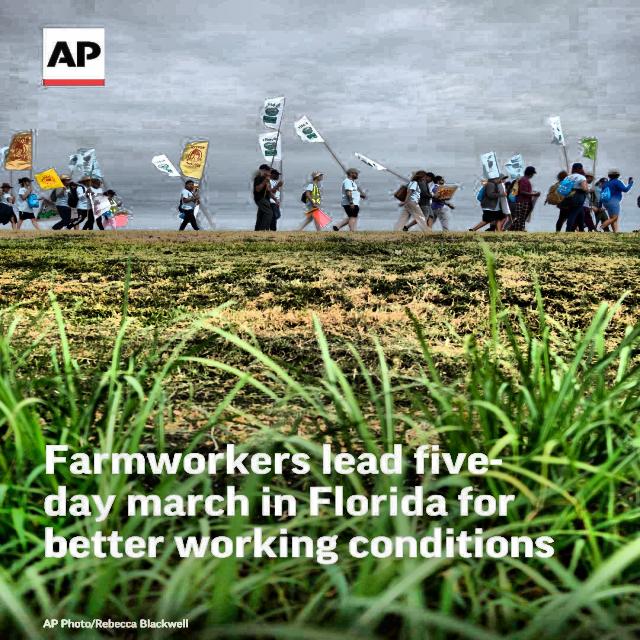 AP
Farmworkers lead five-
day march in Florida for
better working conditions
AP Photo/Rebecca Blackwell